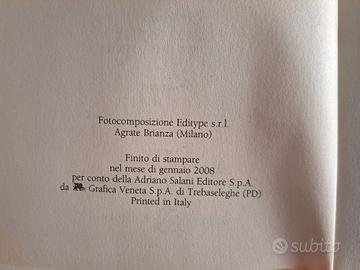 Fotocomposizione Editype s.r.l.
Agrate Brianza (Milano)
Finito di stampare
nel mese di gennaio 2008
per conto della Adriano Salani Editore S.p.A.
da Grafica Veneta S.p.A. di Trebaseleghe (PD)
Printed in Italy
subito